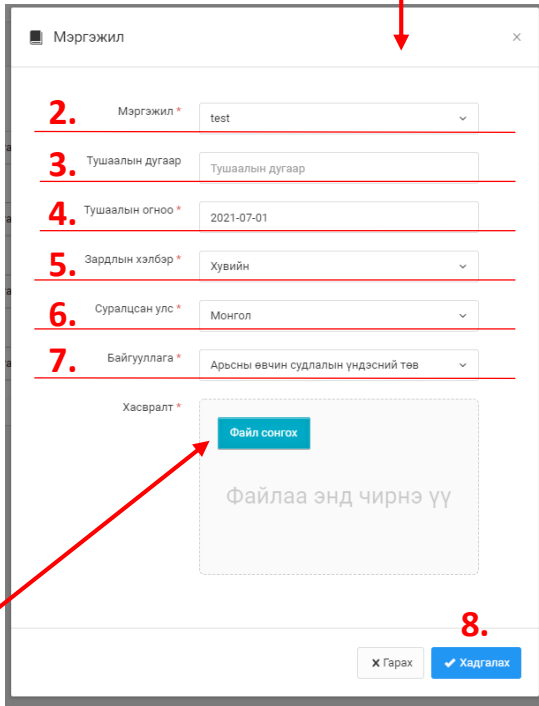 Мэргэжил ×
2. Мэргэжил * test
3. Тушаалын дугаар Тушаалын дугаар
4. Тушаалын огноо * 2021-07-01
5. Зардлын хэлбэр * Хувийн
6. Суралцсан улс * Монгол
7. Байгууллага * Арьсны өвчин судлалын үндэсний төв
Хасвралт *
Файл сонгох
Файлаа энд чирнэ үү
8.
× Гарах Хадгалах